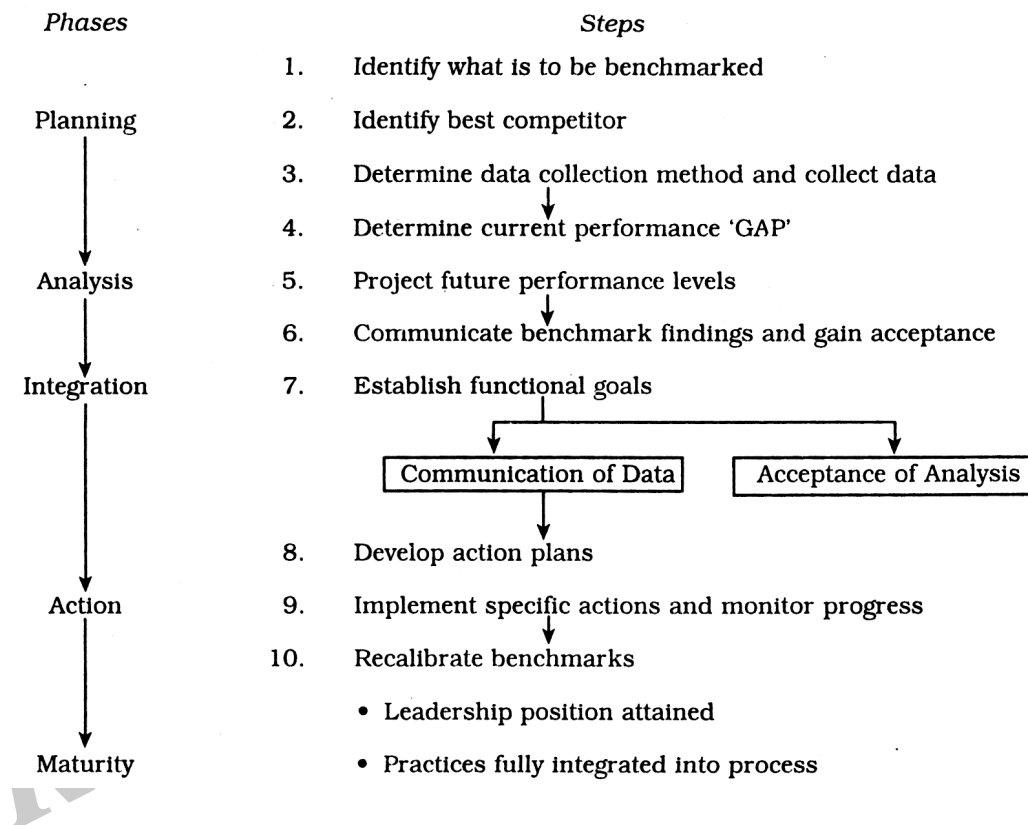 Phases Steps
1. Identify what is to be benchmarked
Planning 2. Identify best competitor
3. Determine data collection method and collect data
4. Determine current performance ‘GAP’
Analysis 5. Project future performance levels
6. Communicate benchmark findings and gain acceptance
Integration 7. Establish functional goals
Communication of Data Acceptance of Analysis
8. Develop action plans
Action 9. Implement specific actions and monitor progress
10. Recalibrate benchmarks
• Leadership position attained
Maturity • Practices fully integrated into process